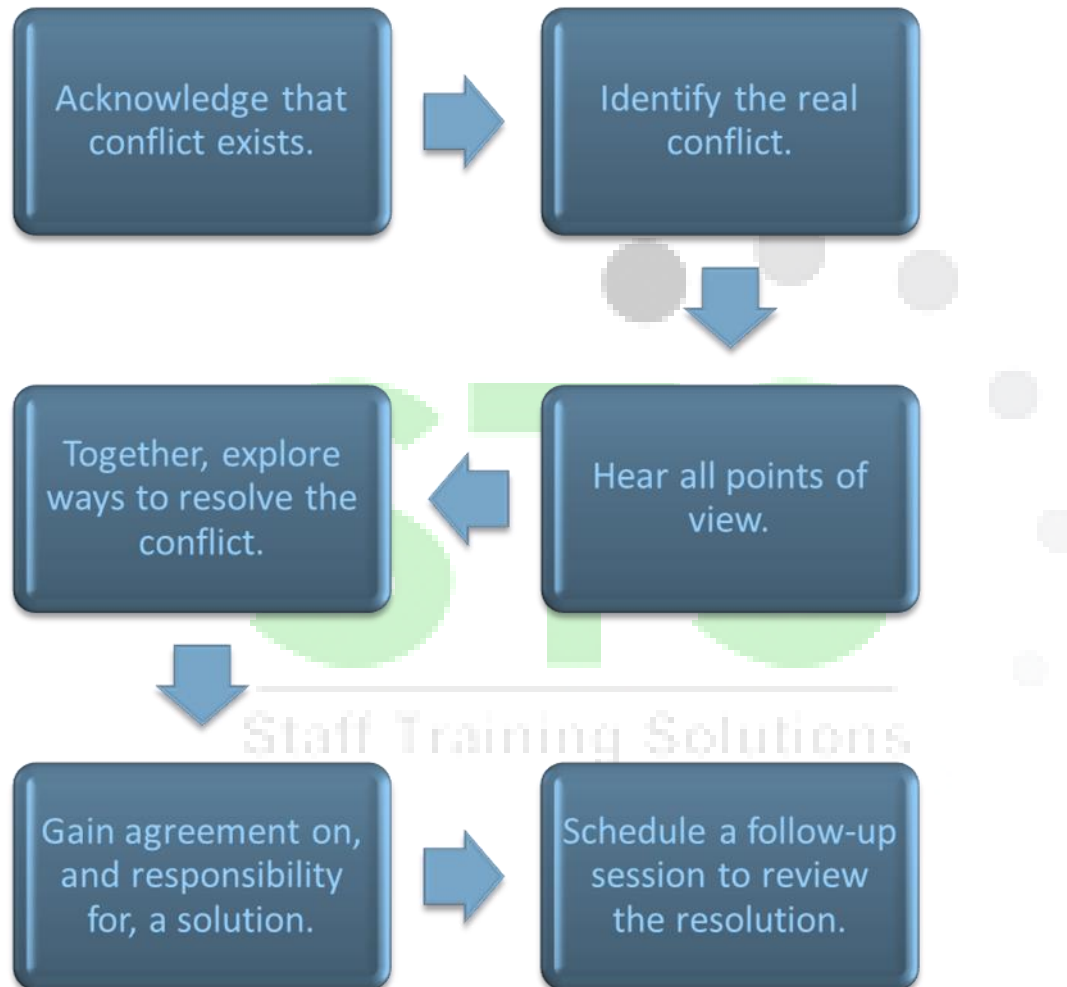 Acknowledge that
conflict exists.
Identify the real
conflict.
Hear all points of
view.
Together, explore
ways to resolve the
conflict.
STS
Staff Training Solutions
Gain agreement on,
and responsibility
for, a solution.
Schedule a follow-up
session to review
the resolution.